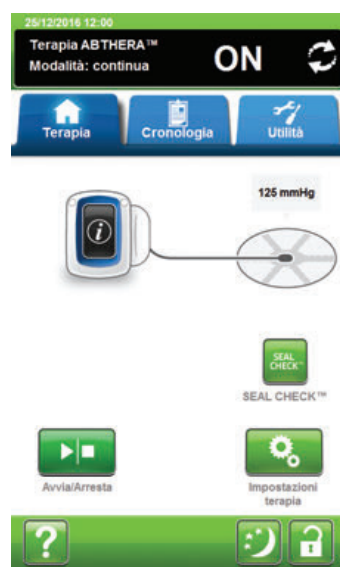 25/12/2016 12:00
Terapia ABTHERA™
Modalità: continua
ON
Terapia
Cronologia
Utilità
125 mmHg
i
SEAL
CHECK™
SEAL CHECK™
Avvia/Arresta
Impostazioni
terapia
?